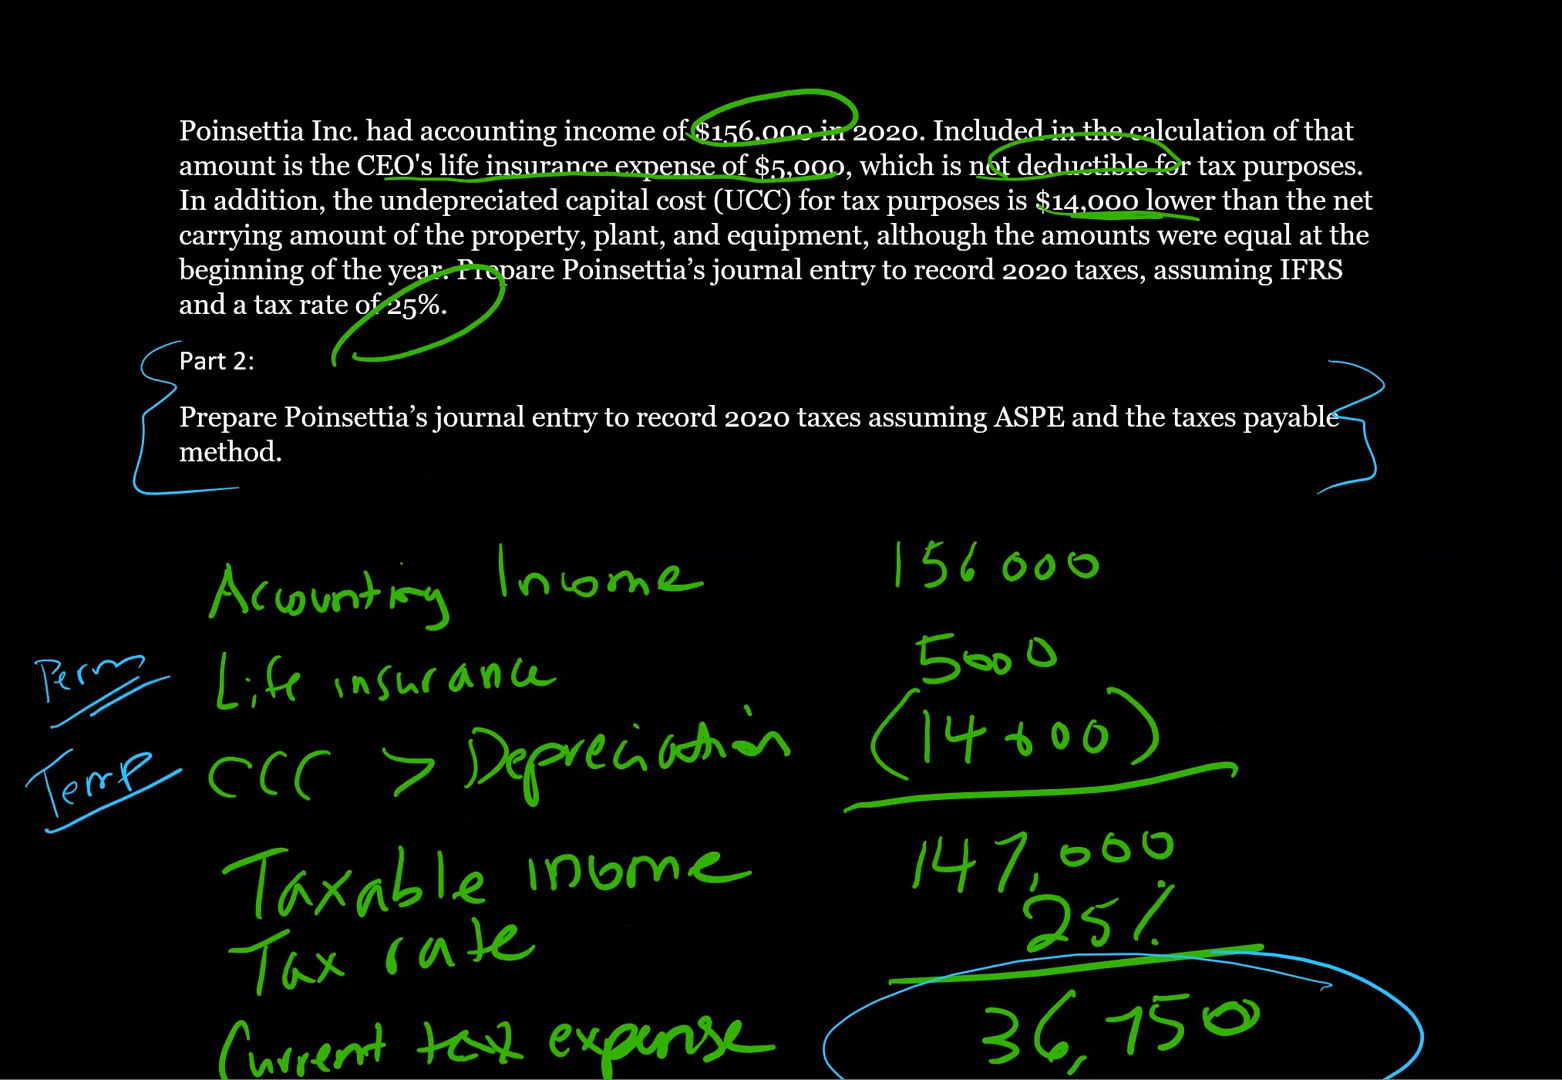 Poinsettia Inc. had accounting income of $156,000 in 2020. Included in the calculation of that
amount is the CEO's life insurance expense of $5,000, which is not deductible for tax purposes.
In addition, the undepreciated capital cost (UCC) for tax purposes is $14,000 lower than the net
carrying amount of the property, plant, and equipment, although the amounts were equal at the
beginning of the year. Prepare Poinsettia’s journal entry to record 2020 taxes, assuming IFRS
and a tax rate of 25%.
Part 2:
Prepare Poinsettia’s journal entry to record 2020 taxes assuming ASPE and the taxes payable
method.
Accounting Income 156 000
Perm Life insurance 5000
Temp CCC > Depreciation (14 000)
Taxable income 147,000
Tax rate 25%
Current tax expense 36,750